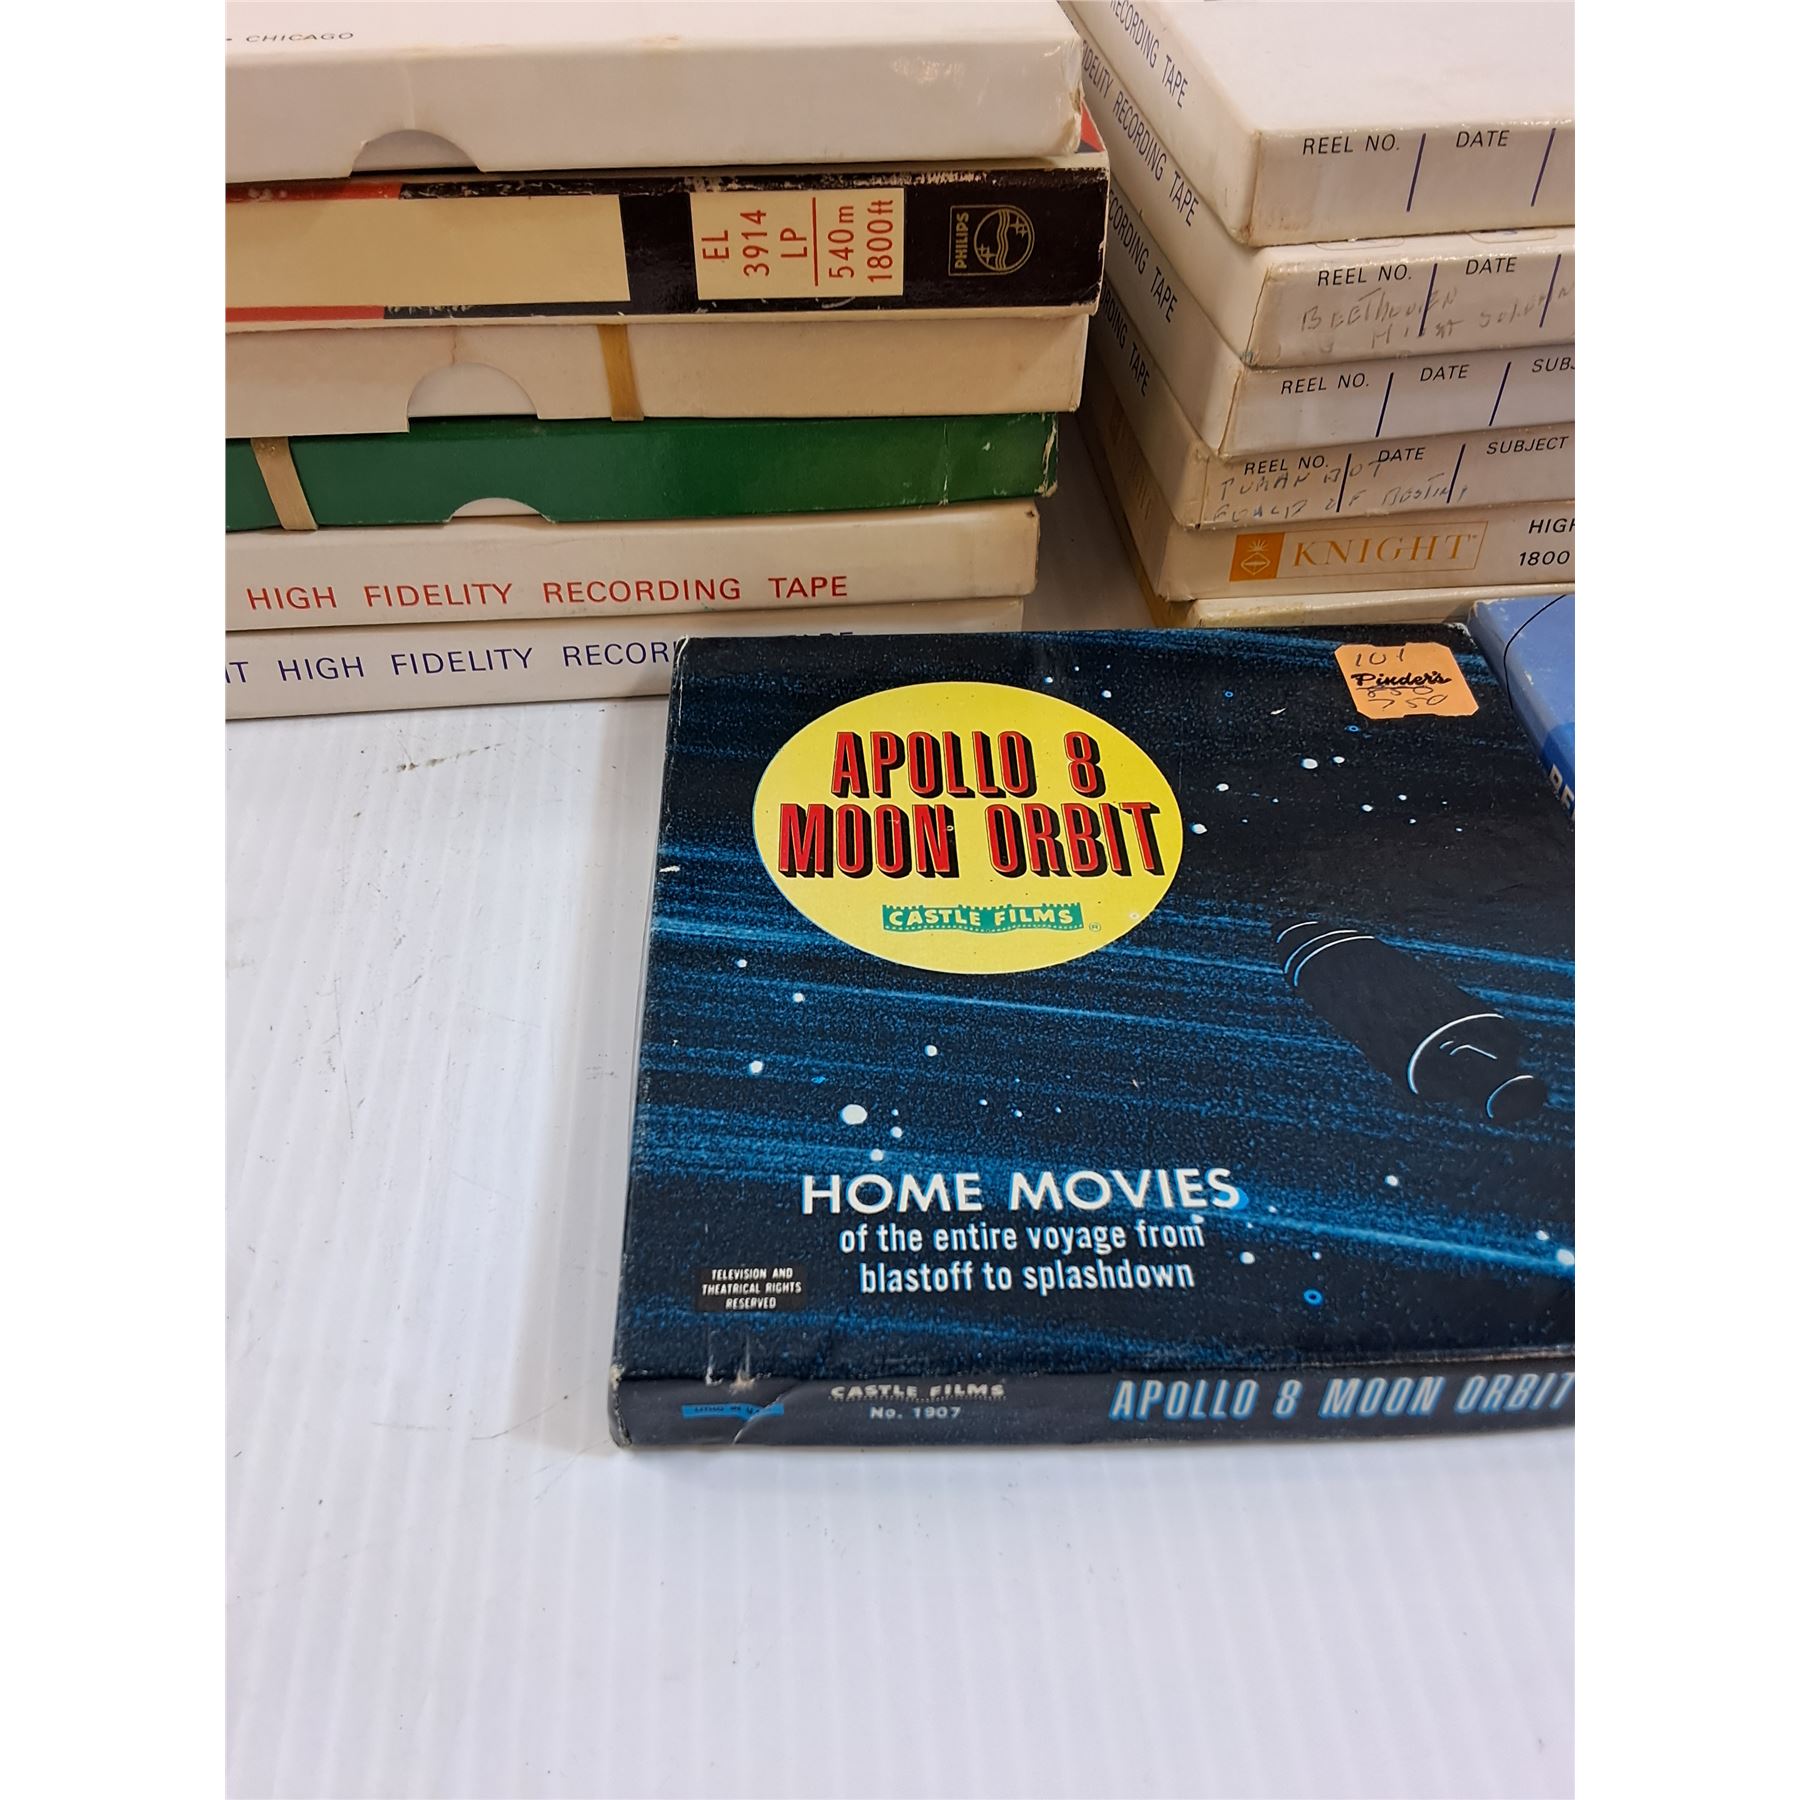 CHICAGO
EL
3914
LP
540m
1800ft
PHILIPS
HIGH FIDELITY RECORDING TAPE
HIGH FIDELITY RECOR
RECORDING TAPE
RECORDING TAPE
TAPE
TAPE
REEL NO. DATE
REEL NO. DATE
BEETHOVEN
REEL NO. DATE
REEL NO. DATE SUBJECT
KNIGHT
1800
101
Pinder's
750
APOLLO 8
MOON ORBIT
CASTLE FILMS ®
HOME MOVIES
of the entire voyage from
blastoff to splashdown
TELEVISION AND
THEATRICAL RIGHTS
RESERVED
CASTLE FILMS
No. 1907
APOLLO 8 MOON ORBIT